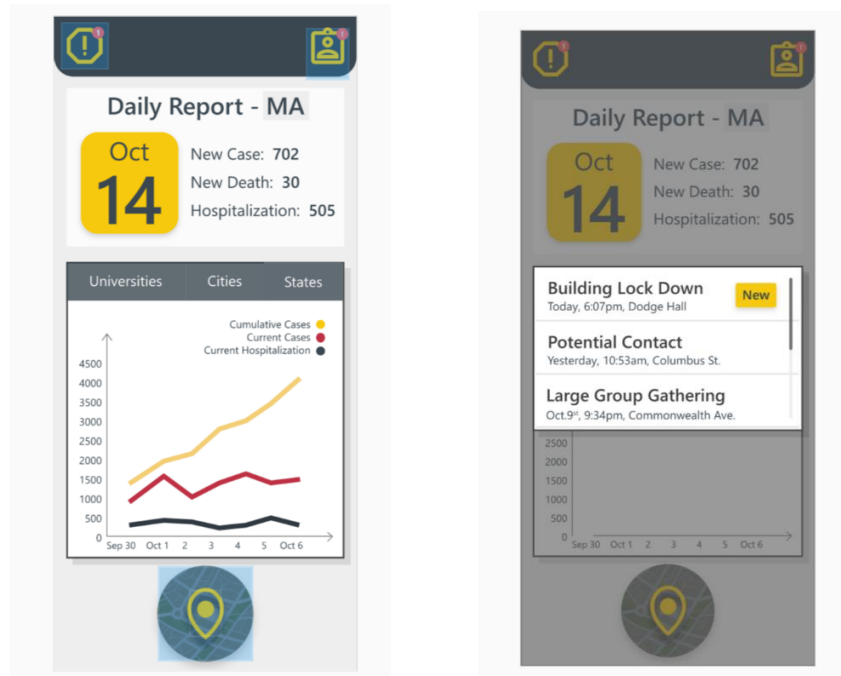 1
1
Daily Report - MA
Oct
14
New Case: 702
New Death: 30
Hospitalization: 505
Universities
Cities
States
Cumulative Cases
Current Cases
Current Hospitalization
4500
4000
3500
3000
2500
2000
1500
1000
500
0
Sep 30 Oct 1 2 3 4 5 Oct 6
!
1
1
Daily Report - MA
Oct
14
New Case: 702
New Death: 30
Hospitalization: 505
Building Lock Down
New
Today, 6:07pm, Dodge Hall
Potential Contact
Yesterday, 10:53am, Columbus St.
Large Group Gathering
Oct.9st, 9:34pm, Commonwealth Ave.
2500
2000
1500
1000
500
0
Sep 30 Oct 1 2 3 4 5 Oct 6